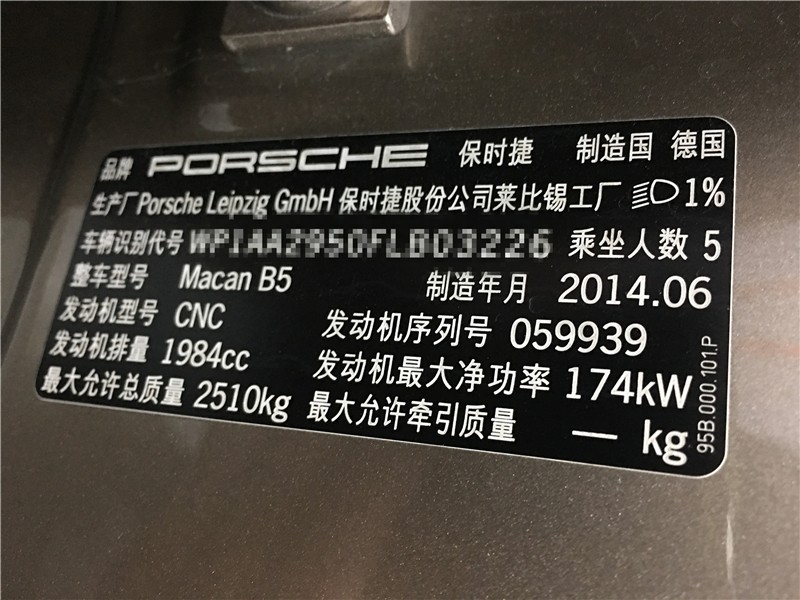 品牌 PORSCHE 保时捷 制造国 德国
生产厂 Porsche Leipzig GmbH 保时捷股份公司莱比锡工厂 1%
车辆识别代号 乘坐人数 5
整车型号 Macan B5 制造年月 2014.06
发动机型号 CNC 发动机序列号 059939
发动机排量 1984cc 发动机最大净功率 174kW
最大允许总质量 2510kg 最大允许牵引质量 — kg
95B.000.101.P